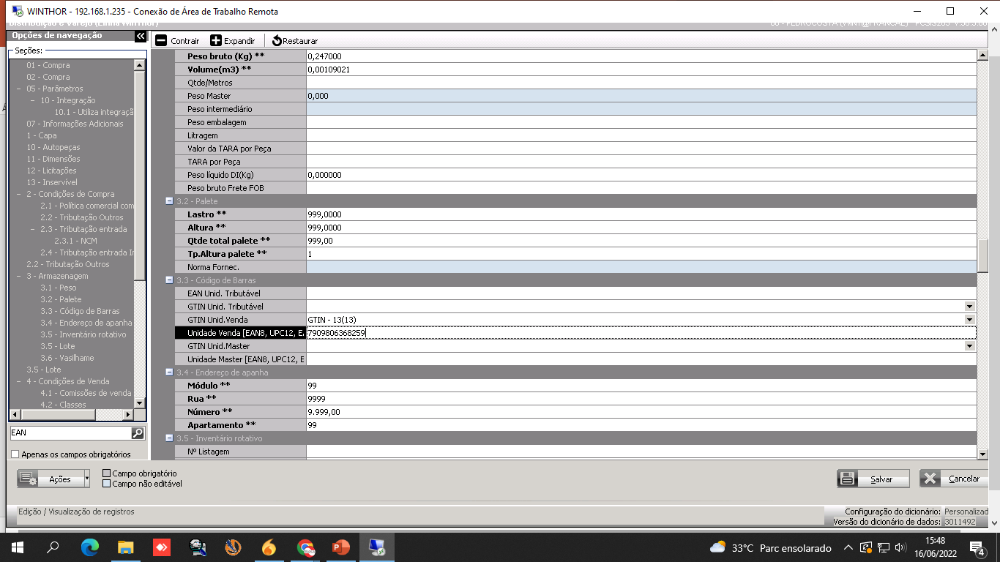 WINTHOR - 192.168.1.235 - Conexão de Área de Trabalho Remota
Distribuição e Varejo (Linha WinThor)
Opções de navegação
Contrair Expandir Restaurar
Seções:
01 - Compra
02 - Compra
05 - Parâmetros
10 - Integração
10.1 - Utiliza integraçã
07 - Informações Adicionais
1 - Capa
10 - Autopeças
11 - Dimensões
12 - Licitações
13 - Inservível
2 - Condições de Compra
2.1 - Política comercial com
2.2 - Tributação Outros
2.3 - Tributação entrada
2.3.1 - NCM
2.4 - Tributação entrada In
2.2 - Tributação Outros
3 - Armazenagem
3.1 - Peso
3.2 - Palete
3.3 - Código de Barras
3.4 - Endereço de apanha
3.5 - Inventário rotativo
3.5 - Lote
3.6 - Vasilhame
3.5 - Lote
4 - Condições de Venda
4.1 - Comissões de venda
4.2 - Classes
EAN
Apenas os campos obrigatórios
Peso bruto (Kg) ** 0,247000
Volume(m3) ** 0,00109021
Qtde/Metros
Peso Master 0,000
Peso intermediário
Peso embalagem
Litragem
Valor da TARA por Peça
TARA por Peça
Peso líquido DI(Kg) 0,000000
Peso bruto Frete FOB
3.2 - Palete
Lastro ** 999,0000
Altura ** 999,0000
Qtde total palete ** 999,00
Tp.Altura palete ** 1
Norma Fornec.
3.3 - Código de Barras
EAN Unid. Tributável
GTIN Unid. Tributável
GTIN Unid.Venda GTIN - 13(13)
Unidade Venda [EAN8, UPC12, EA 7909806368259
GTIN Unid.Master
Unidade Master [EAN8, UPC12, E
3.4 - Endereço de apanha
Módulo ** 99
Rua ** 9999
Número ** 9.999,00
Apartamento ** 99
3.5 - Inventário rotativo
Nº Listagem
Ações
Campo obrigatório
Campo não editável
Salvar Cancelar
Edição / Visualização de registros
Configuração do dicionário: Personalizad
Versão do dicionário de dados: 3011492
33°C Parc ensolarado
15:48
16/06/2022
4